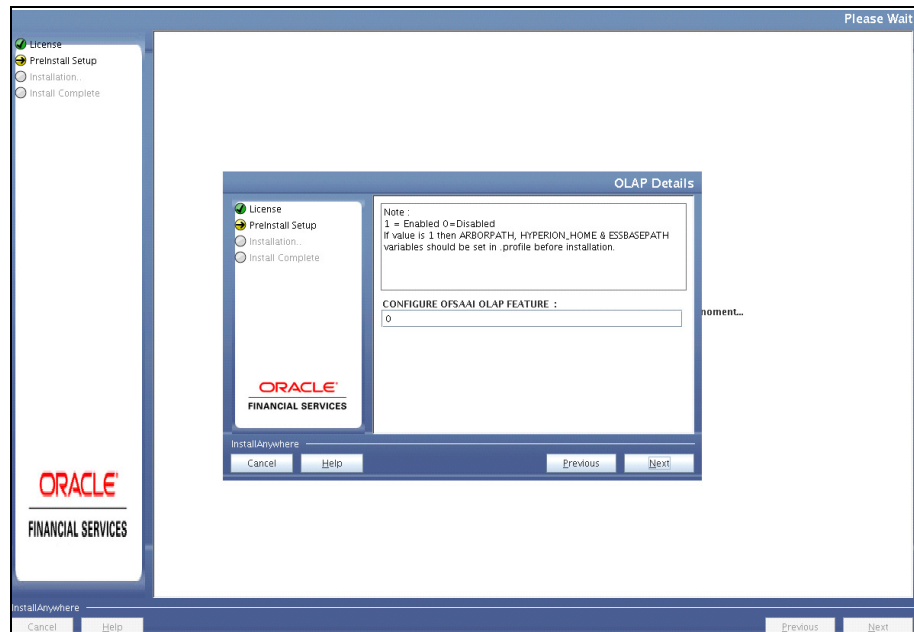 Please Wait
License
PreInstall Setup
Installation..
Install Complete
OLAP Details
License
PreInstall Setup
Installation..
Install Complete
Note :
1 = Enabled 0=Disabled
If value is 1 then ARBORPATH, HYPERION_HOME & ESSBASEPATH
variables should be set in .profile before installation.
CONFIGURE OFSAAI OLAP FEATURE :
0
moment...
ORACLE
FINANCIAL SERVICES
InstallAnywhere
Cancel
Help
Previous
Next
ORACLE
FINANCIAL SERVICES
InstallAnywhere
Cancel
Help
Previous
Next